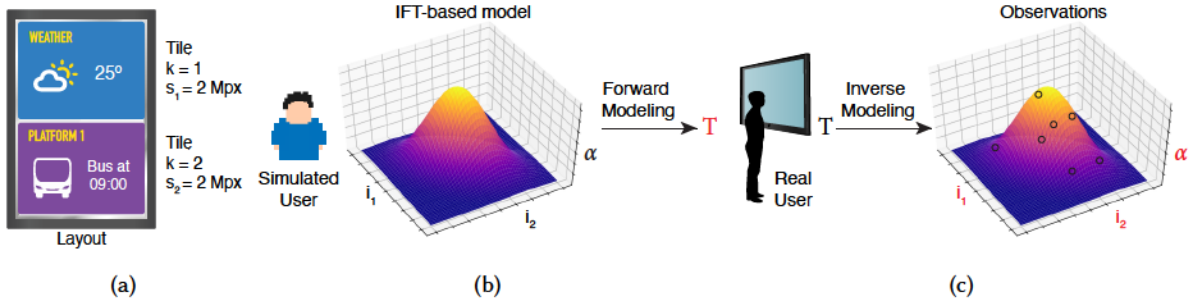 WEATHER
25º
PLATFORM 1
Bus at
09:00
Layout
Tile
k = 1
s₁ = 2 Mpx
Tile
k = 2
s₂ = 2 Mpx
Simulated
User
IFT-based model
i₁
i₂
α
Forward
Modeling
T
Real
User
T
Inverse
Modeling
Observations
i₁
i₂
α
(a)
(b)
(c)